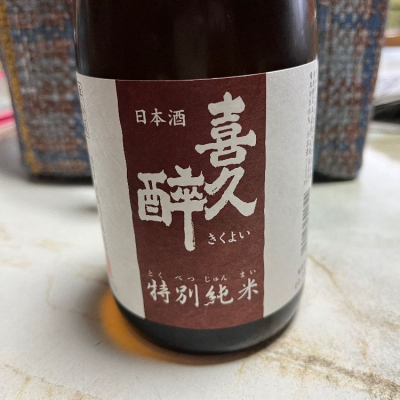 日本酒
喜久酔
きくよい
とくべつじゅんまい
特別純米